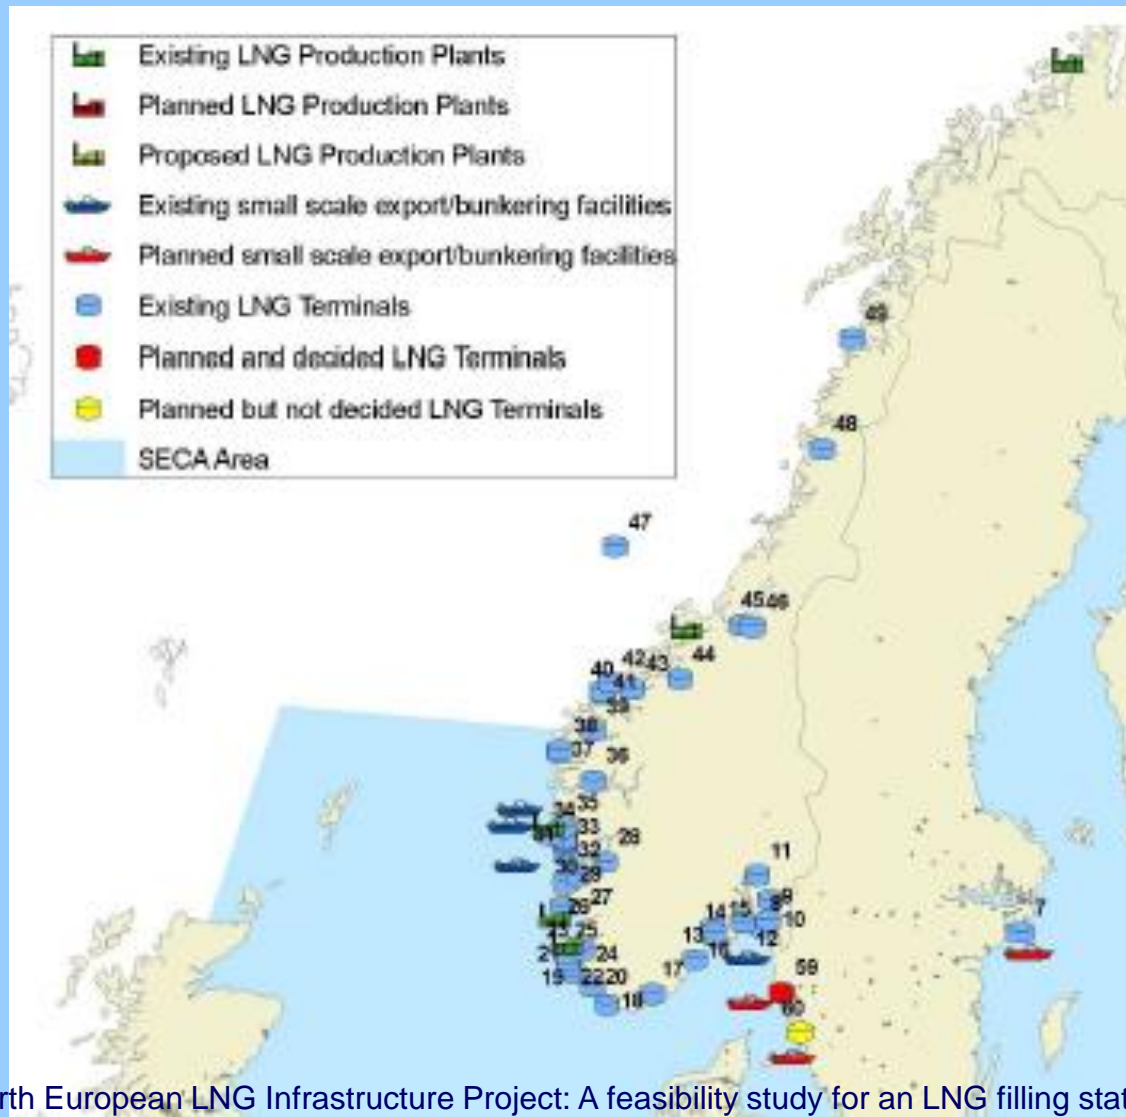 Existing LNG Production Plants
Planned LNG Production Plants
Proposed LNG Production Plants
Existing small scale export/bunkering facilities
Planned small scale export/bunkering facilities
Existing LNG Terminals
Planned and decided LNG Terminals
Planned but not decided LNG Terminals
SECA Area
49
48
47
45 46
42 43 44
40 41
39
38
37 36
35
34
33
32 28
30 29
27
26
25
24
19 22 20
18
17
11
9
8
10
14 15
13 12
16
7
59
60
rth European LNG Infrastructure Project: A feasibility study for an LNG filling stat